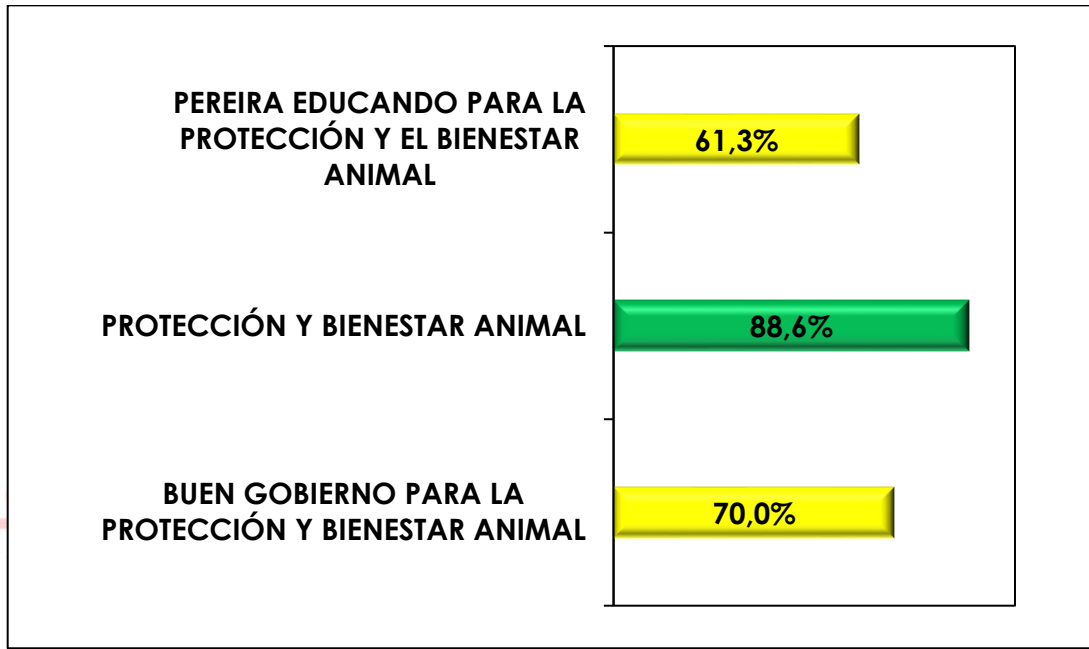 PEREIRA EDUCANDO PARA LA
PROTECCIÓN Y EL BIENESTAR
ANIMAL
61,3%
PROTECCIÓN Y BIENESTAR ANIMAL
88,6%
BUEN GOBIERNO PARA LA
PROTECCIÓN Y BIENESTAR ANIMAL
70,0%